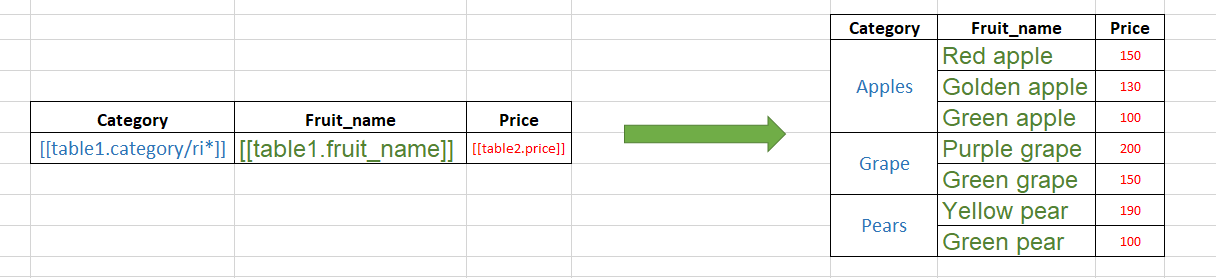 Category Fruit_name Price
[[table1.category/ri*]] [[table1.fruit_name]] [[table2.price]]
Category Fruit_name Price
Apples
Red apple 150
Golden apple 130
Green apple 100
Grape
Purple grape 200
Green grape 150
Pears
Yellow pear 190
Green pear 100